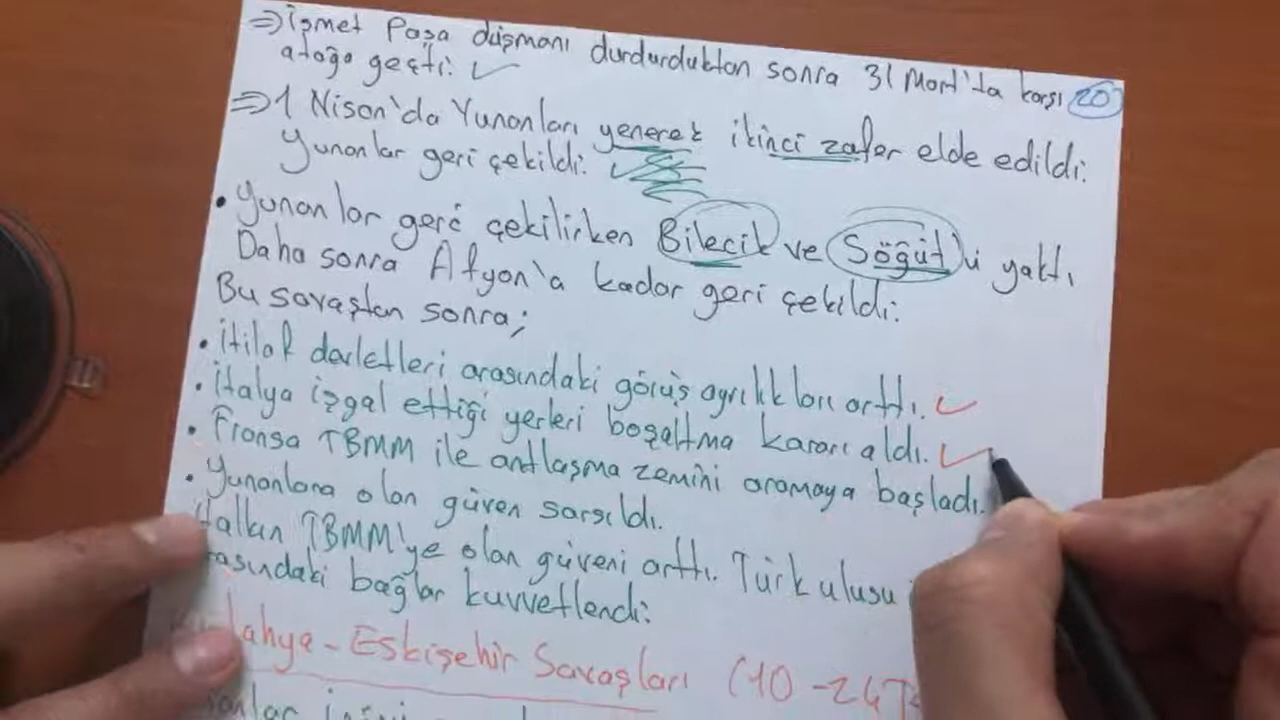 ⇒ İsmet Paşa düşmanı durdurduktan sonra 31 Mart'ta karşı 20
atağa geçti. ✓
⇒ 1 Nisan'da Yunanları yenerek ikinci zafer elde edildi.
Yunanlar geri çekildi. ✓
• Yunanlar geri çekilirken Bilecik ve Söğüt'ü yaktı
Daha sonra Afyon'a kadar geri çekildi.
Bu savaştan sonra;
• İtilaf devletleri arasındaki görüş ayrılıkları arttı. ✓
• İtalya işgal ettiği yerleri boşaltma kararı aldı. ✓
• Fransa TBMM ile antlaşma zemini aramaya başladı.
• Yunanlara olan güven sarsıldı.
Halkın TBMM'ye olan güveni arttı. Türk ulusu
rasındaki bağlar kuvvetlendi.
tahya - Eskişehir Savaşları (10 - 24 T